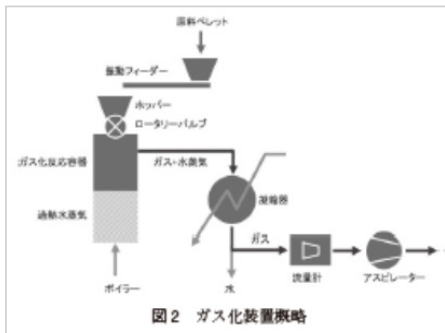 原料ペレット
振動フィーダー
ホッパー
ロータリーバルブ
ガス化反応容器
ガス+水蒸気
過熱水蒸気
凝縮器
ガス
ボイラー
水
流量計
アスピレーター
図2 ガス化装置概略